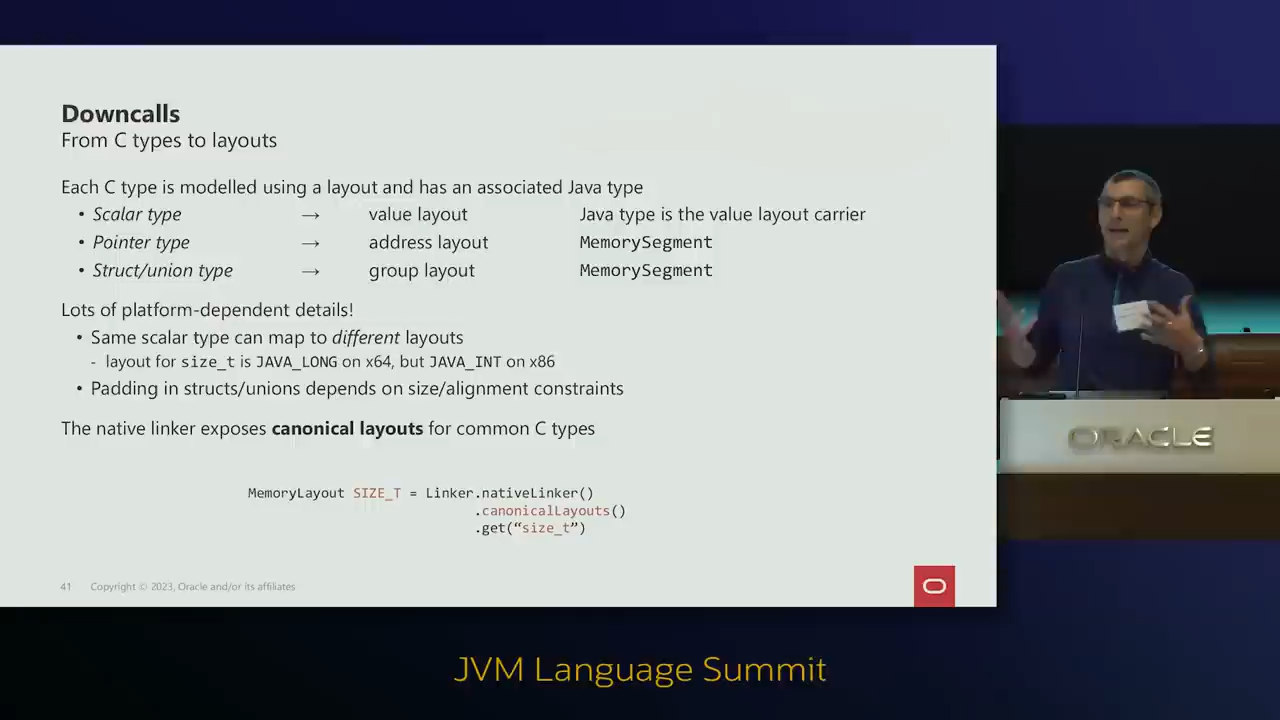 Downcalls
From C types to layouts
Each C type is modelled using a layout and has an associated Java type
• Scalar type → value layout Java type is the value layout carrier
• Pointer type → address layout MemorySegment
• Struct/union type → group layout MemorySegment
Lots of platform-dependent details!
• Same scalar type can map to different layouts
- layout for size_t is JAVA_LONG on x64, but JAVA_INT on x86
• Padding in structs/unions depends on size/alignment constraints
The native linker exposes canonical layouts for common C types
MemoryLayout SIZE_T = Linker.nativeLinker()
.canonicalLayouts()
.get(“size_t”)
41 Copyright © 2023, Oracle and/or its affiliates
ORACLE
JVM Language Summit